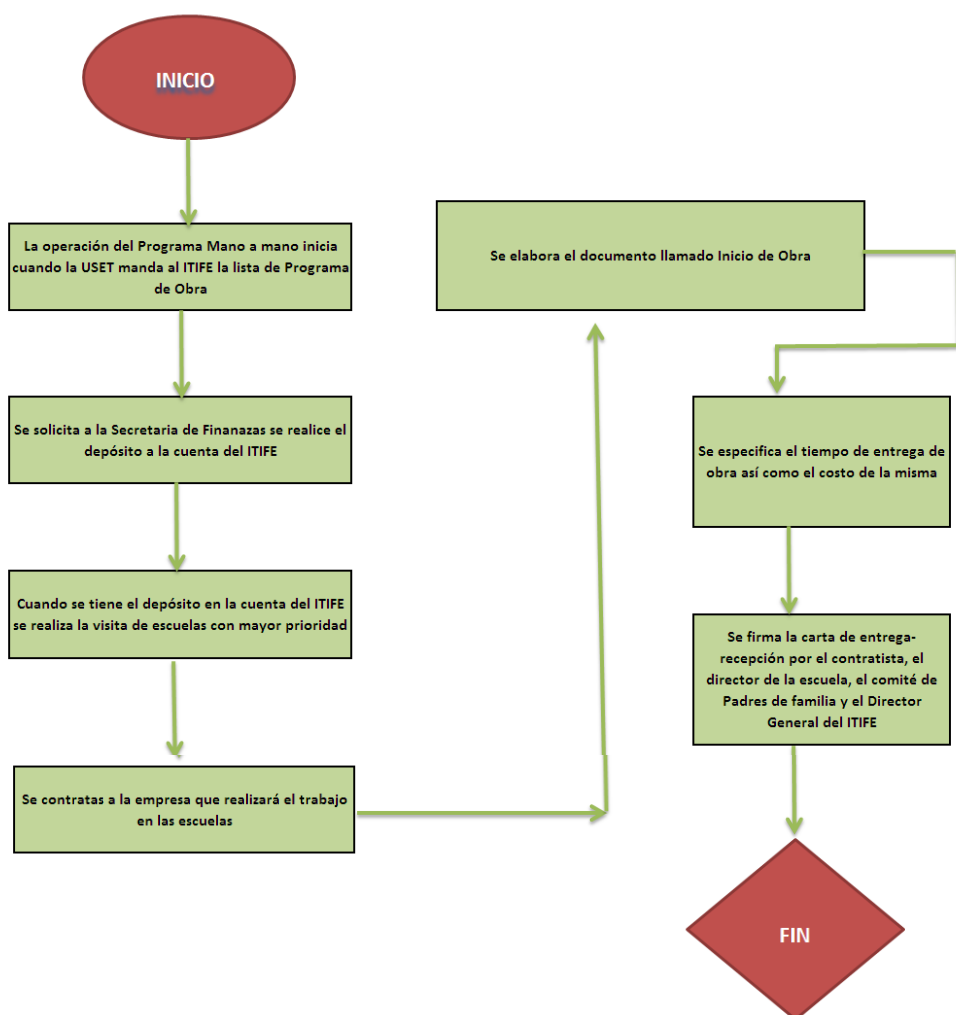 INICIO
La operación del Programa Mano a mano inicia
cuando la USET manda al ITIFE la lista de Programa
de Obra
Se solicita a la Secretaria de Finanazas se realice el
depósito a la cuenta del ITIFE
Cuando se tiene el depósito en la cuenta del ITIFE
se realiza la visita de escuelas con mayor prioridad
Se contratas a la empresa que realizará el trabajo
en las escuelas
Se elabora el documento llamado Inicio de Obra
Se especifica el tiempo de entrega de
obra así como el costo de la misma
Se firma la carta de entrega-
recepción por el contratista, el
director de la escuela, el comité de
Padres de familia y el Director
General del ITIFE
FIN